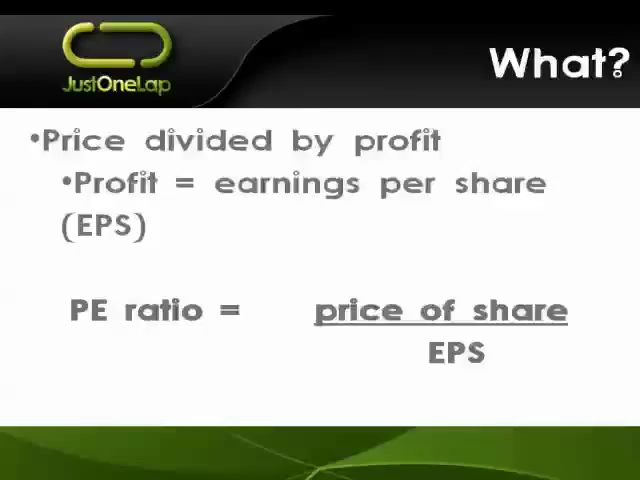 JustOneLap
What?
•Price divided by profit
•Profit = earnings per share
(EPS)
PE ratio = price of share
EPS